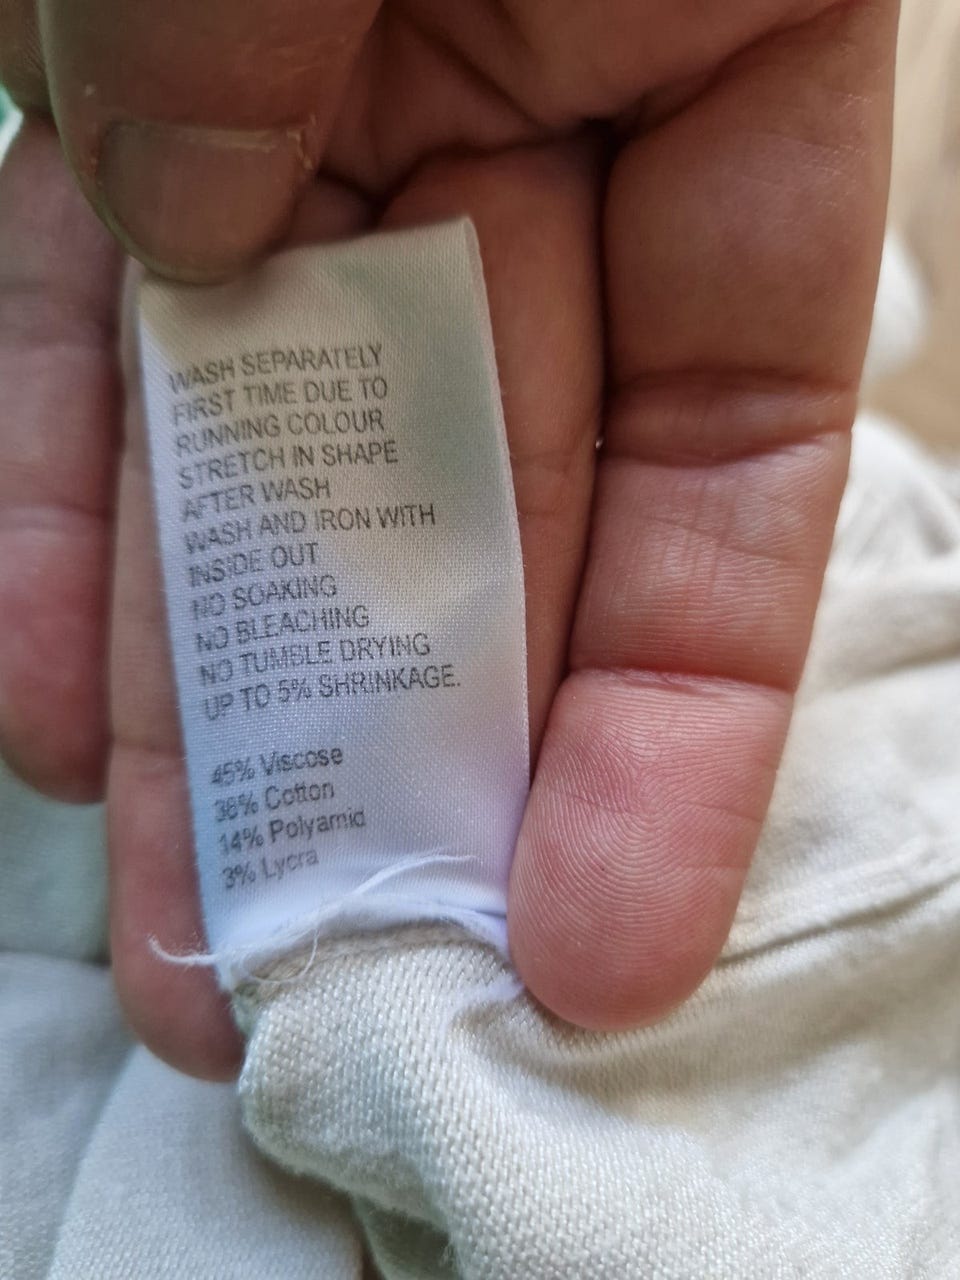 WASH SEPARATELY
FIRST TIME DUE TO
RUNNING COLOUR
STRETCH IN SHAPE
AFTER WASH
WASH AND IRON WITH
INSIDE OUT
NO SOAKING
NO BLEACHING
NO TUMBLE DRYING
UP TO 5% SHRINKAGE.
45% Viscose
38% Cotton
14% Polyamid
3% Lycra